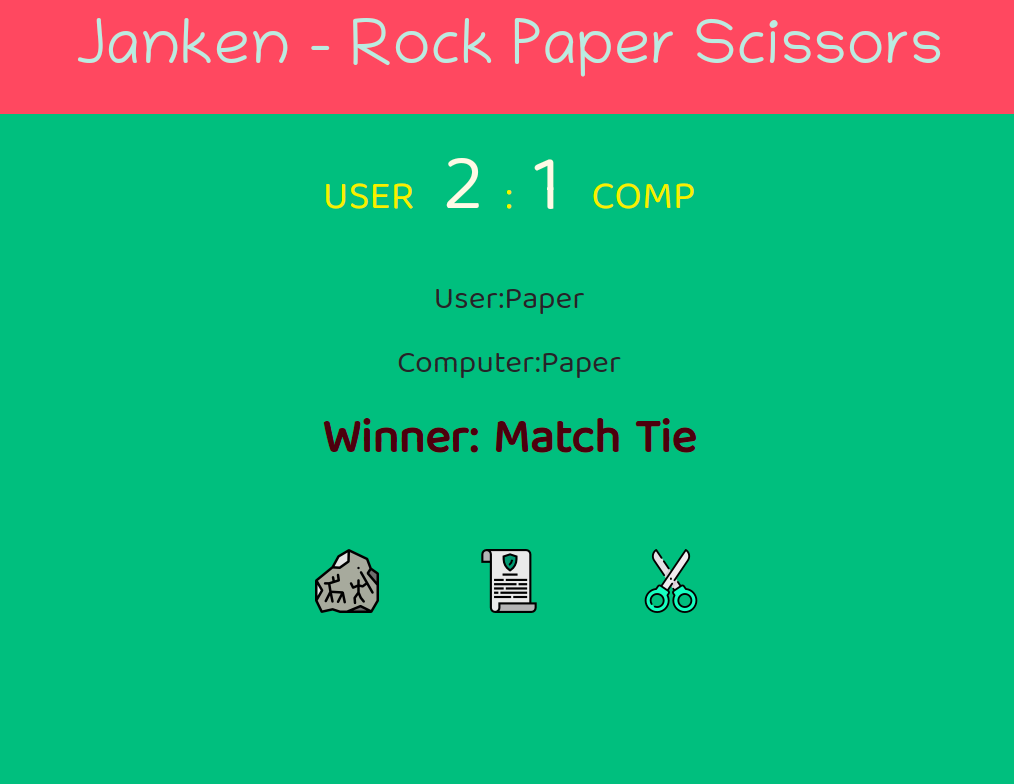 Janken - Rock Paper Scissors
USER 2 : 1 COMP
User:Paper
Computer:Paper
Winner: Match Tie